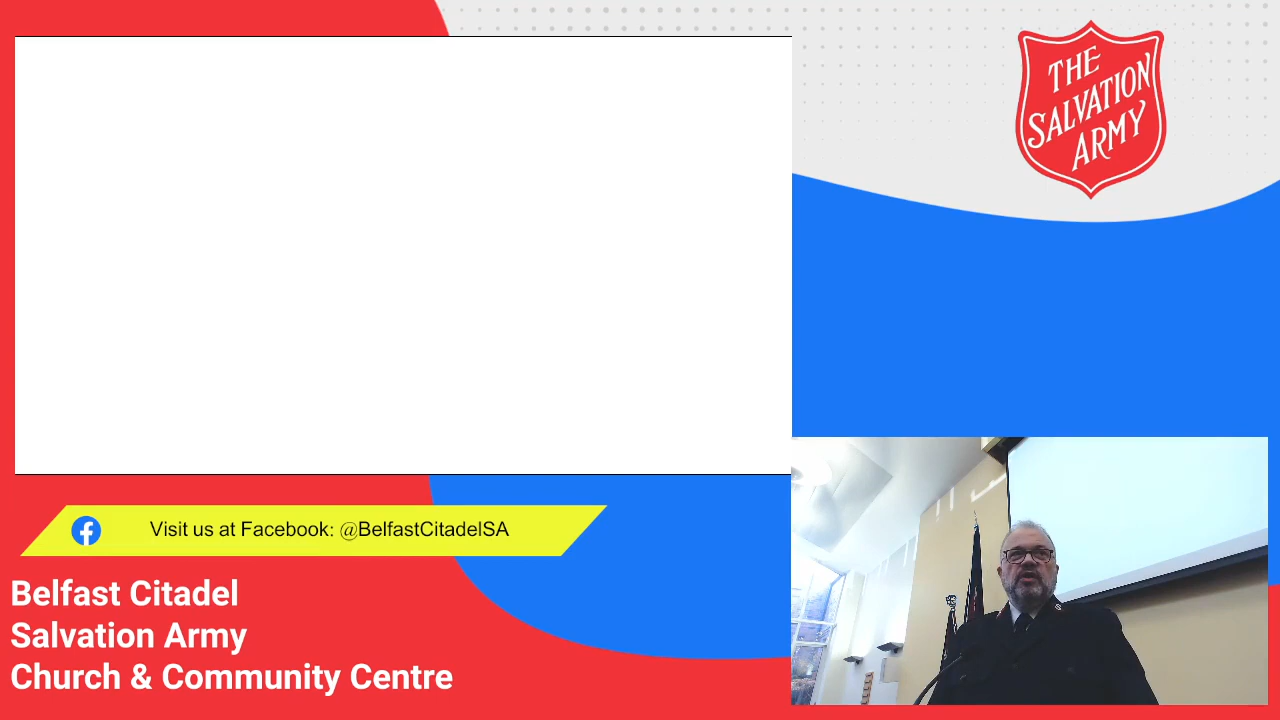 THE
SALVATION
ARMY
Visit us at Facebook: @BelfastCitadelSA
Belfast Citadel
Salvation Army
Church & Community Centre